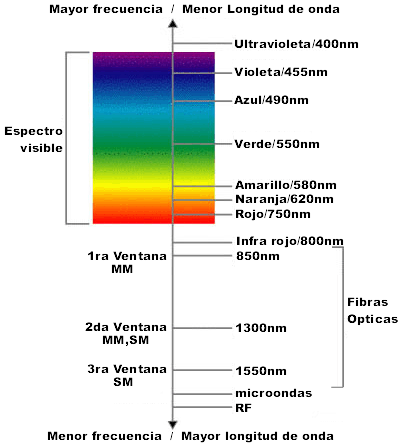 Mayor frecuencia / Menor Longitud de onda
Ultravioleta/400nm
Violeta/455nm
Azul/490nm
Espectro
visible
Verde/550nm
Amarillo/580nm
Naranja/620nm
Rojo/750nm
Infra rojo/800nm
1ra Ventana
MM
850nm
Fibras
Opticas
2da Ventana
MM,SM
1300nm
3ra Ventana
SM
1550nm
microondas
RF
Menor frecuencia / Mayor longitud de onda